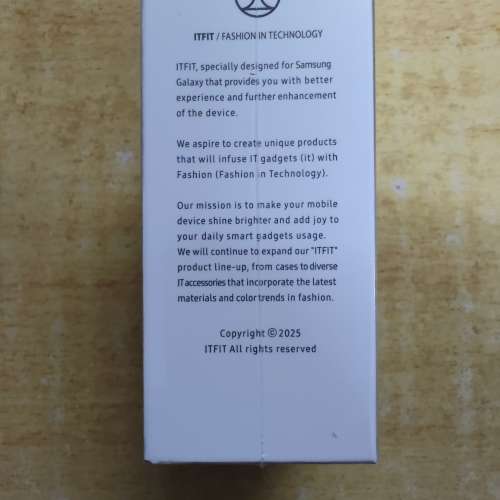 ITFIT / FASHION IN TECHNOLOGY
ITFIT, specially designed for Samsung
Galaxy that provides you with better
experience and further enhancement
of the device.
We aspire to create unique products
that will infuse IT gadgets (it) with
Fashion (Fashion in Technology).
Our mission is to make your mobile
device shine brighter and add joy to
your daily smart gadgets usage.
We will continue to expand our "ITFIT"
product line-up, from cases to diverse
IT accessories that incorporate the latest
materials and color trends in fashion.
Copyright ©2025
ITFIT All rights reserved